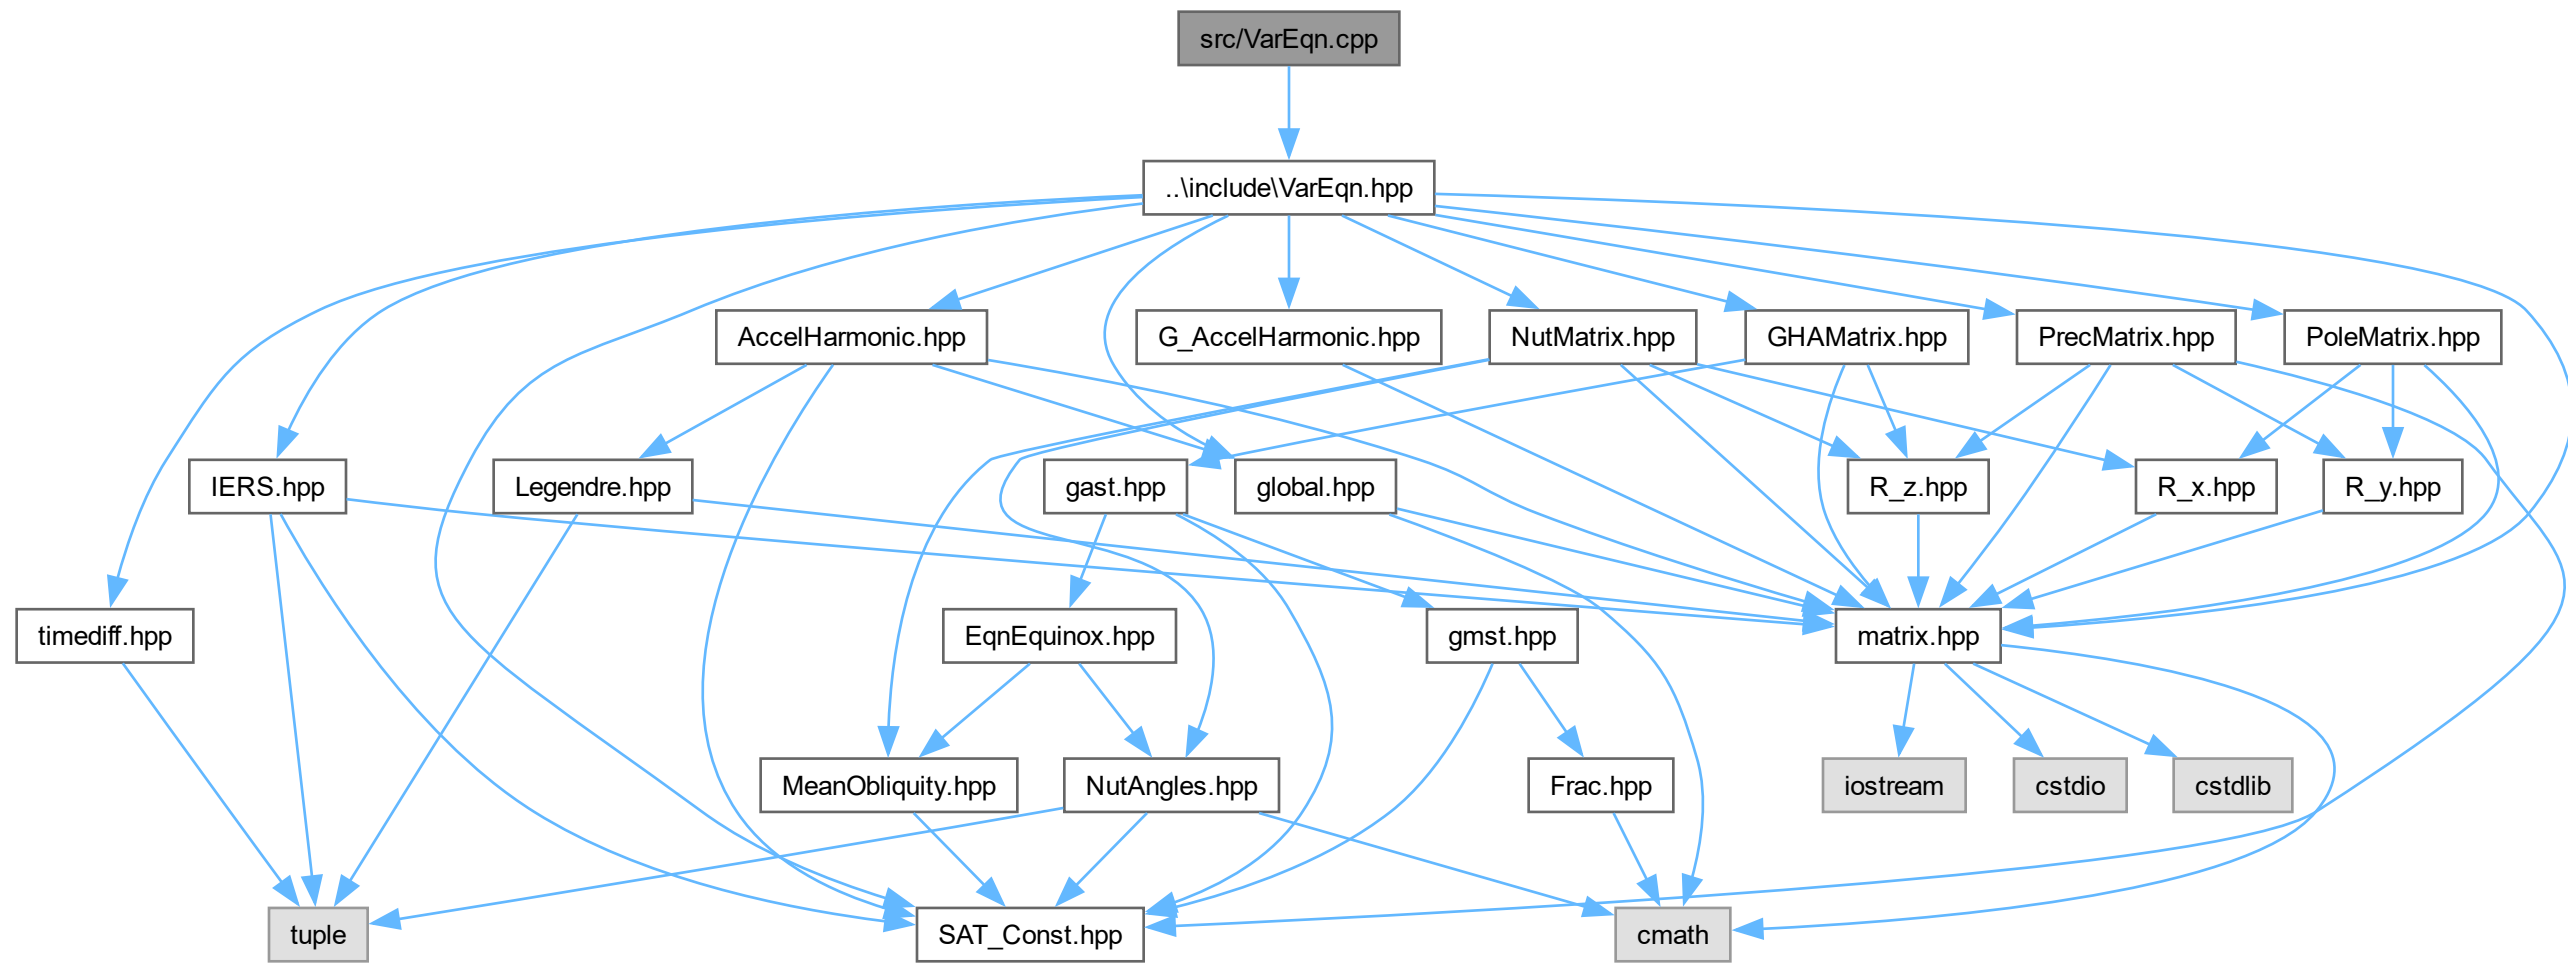 src/VarEqn.cpp
..\include\VarEqn.hpp
AccelHarmonic.hpp
G_AccelHarmonic.hpp
NutMatrix.hpp
GHAMatrix.hpp
PrecMatrix.hpp
PoleMatrix.hpp
IERS.hpp
Legendre.hpp
gast.hpp
global.hpp
R_z.hpp
R_x.hpp
R_y.hpp
timediff.hpp
EqnEquinox.hpp
gmst.hpp
matrix.hpp
MeanObliquity.hpp
NutAngles.hpp
Frac.hpp
iostream
cstdio
cstdlib
tuple
SAT_Const.hpp
cmath